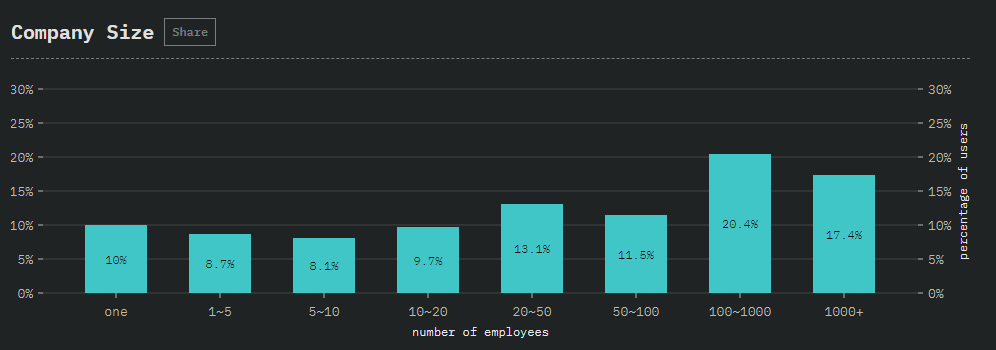 Company Size Share
30% 30%
25% 25%
20% 20%
15% 15%
10% 10%
5% 5%
0% 0%
10% 8.7% 8.1% 9.7% 13.1% 11.5% 20.4% 17.4%
one 1~5 5~10 10~20 20~50 50~100 100~1000 1000+
number of employees
percentage of users